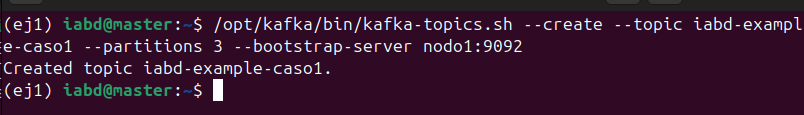 (ej1) iabd@master:~$ /opt/kafka/bin/kafka-topics.sh --create --topic iabd-exampl
e-caso1 --partitions 3 --bootstrap-server nodo1:9092
Created topic iabd-example-caso1.
(ej1) iabd@master:~$